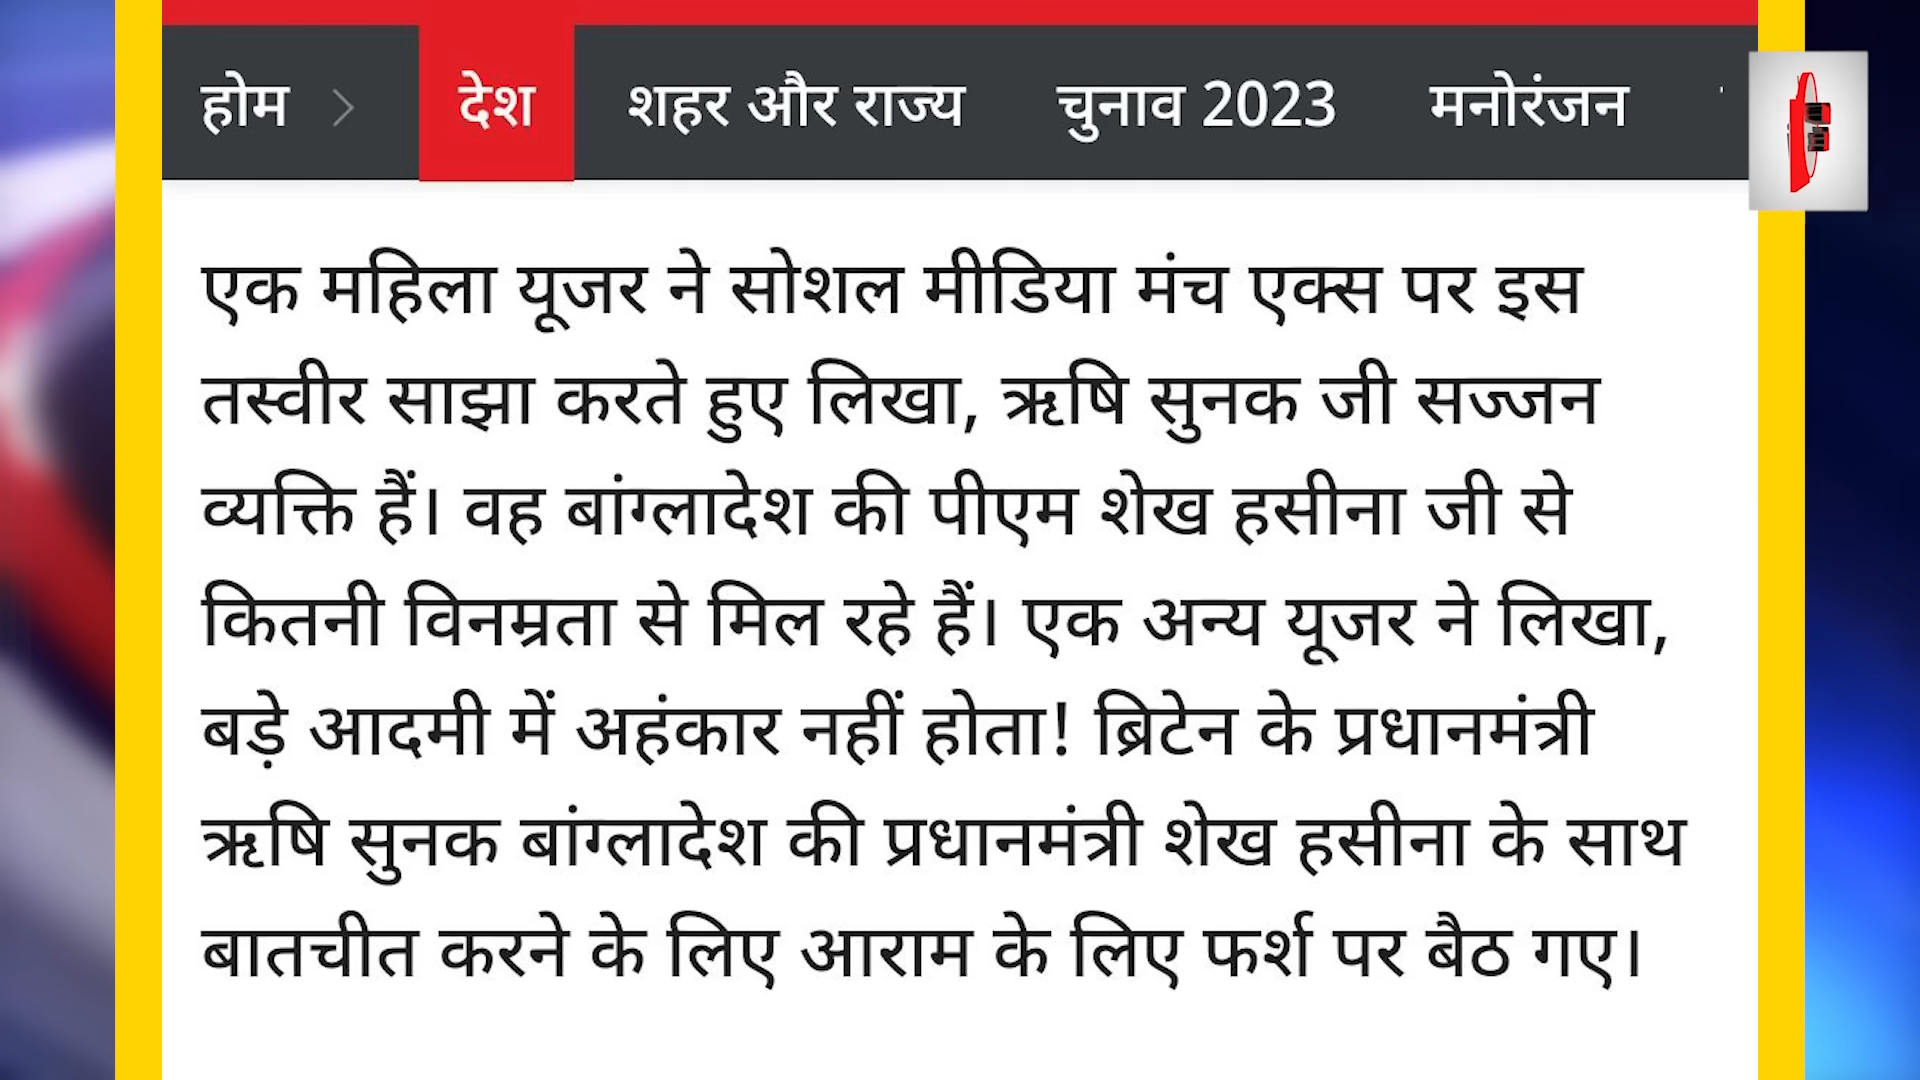 होम > देश शहर और राज्य चुनाव 2023 मनोरंजन
एक महिला यूजर ने सोशल मीडिया मंच एक्स पर इस
तस्वीर साझा करते हुए लिखा, ऋषि सुनक जी सज्जन
व्यक्ति हैं। वह बांग्लादेश की पीएम शेख हसीना जी से
कितनी विनम्रता से मिल रहे हैं। एक अन्य यूजर ने लिखा,
बड़े आदमी में अहंकार नहीं होता! ब्रिटेन के प्रधानमंत्री
ऋषि सुनक बांग्लादेश की प्रधानमंत्री शेख हसीना के साथ
बातचीत करने के लिए आराम के लिए फर्श पर बैठ गए।